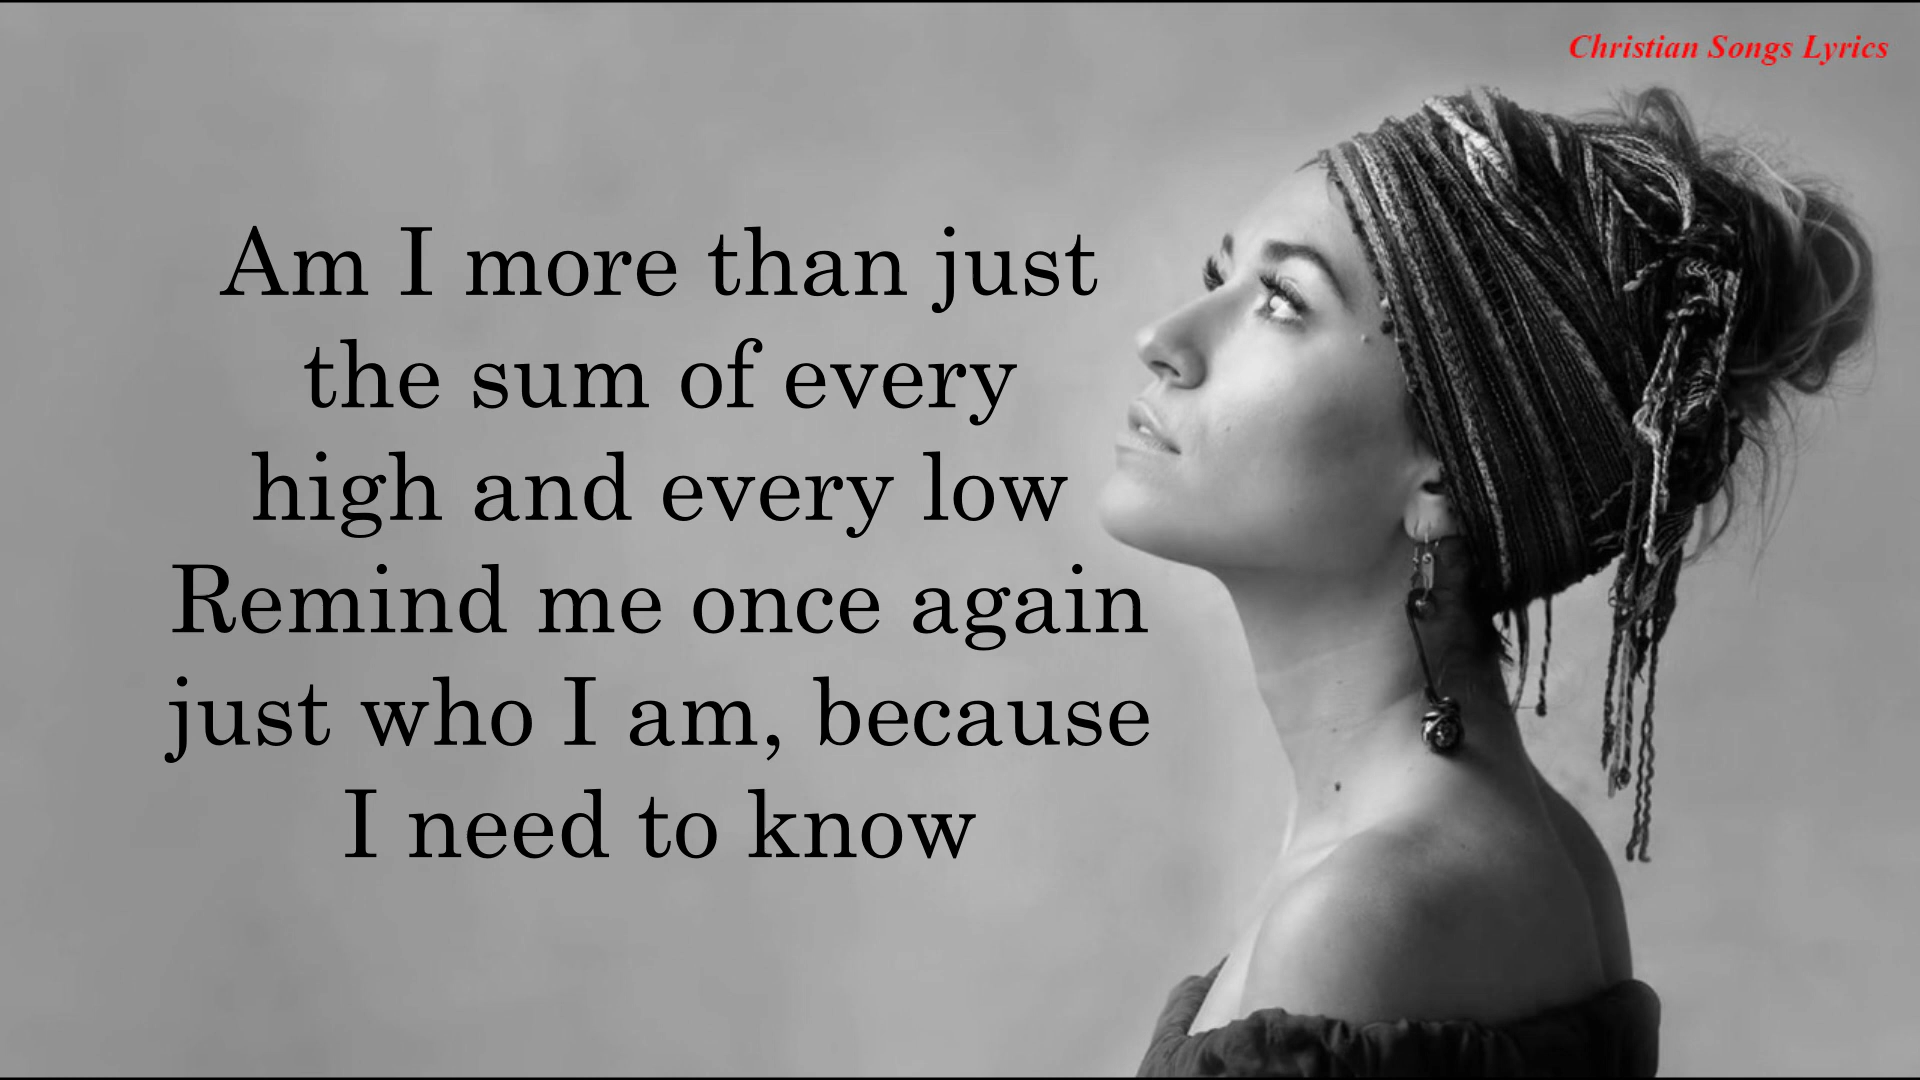 Christian Songs Lyrics
Am I more than just
the sum of every
high and every low
Remind me once again
just who I am, because
I need to know